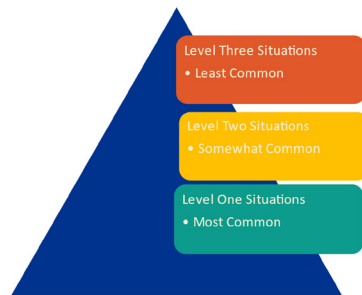 Level Three Situations
• Least Common
Level Two Situations
• Somewhat Common
Level One Situations
• Most Common